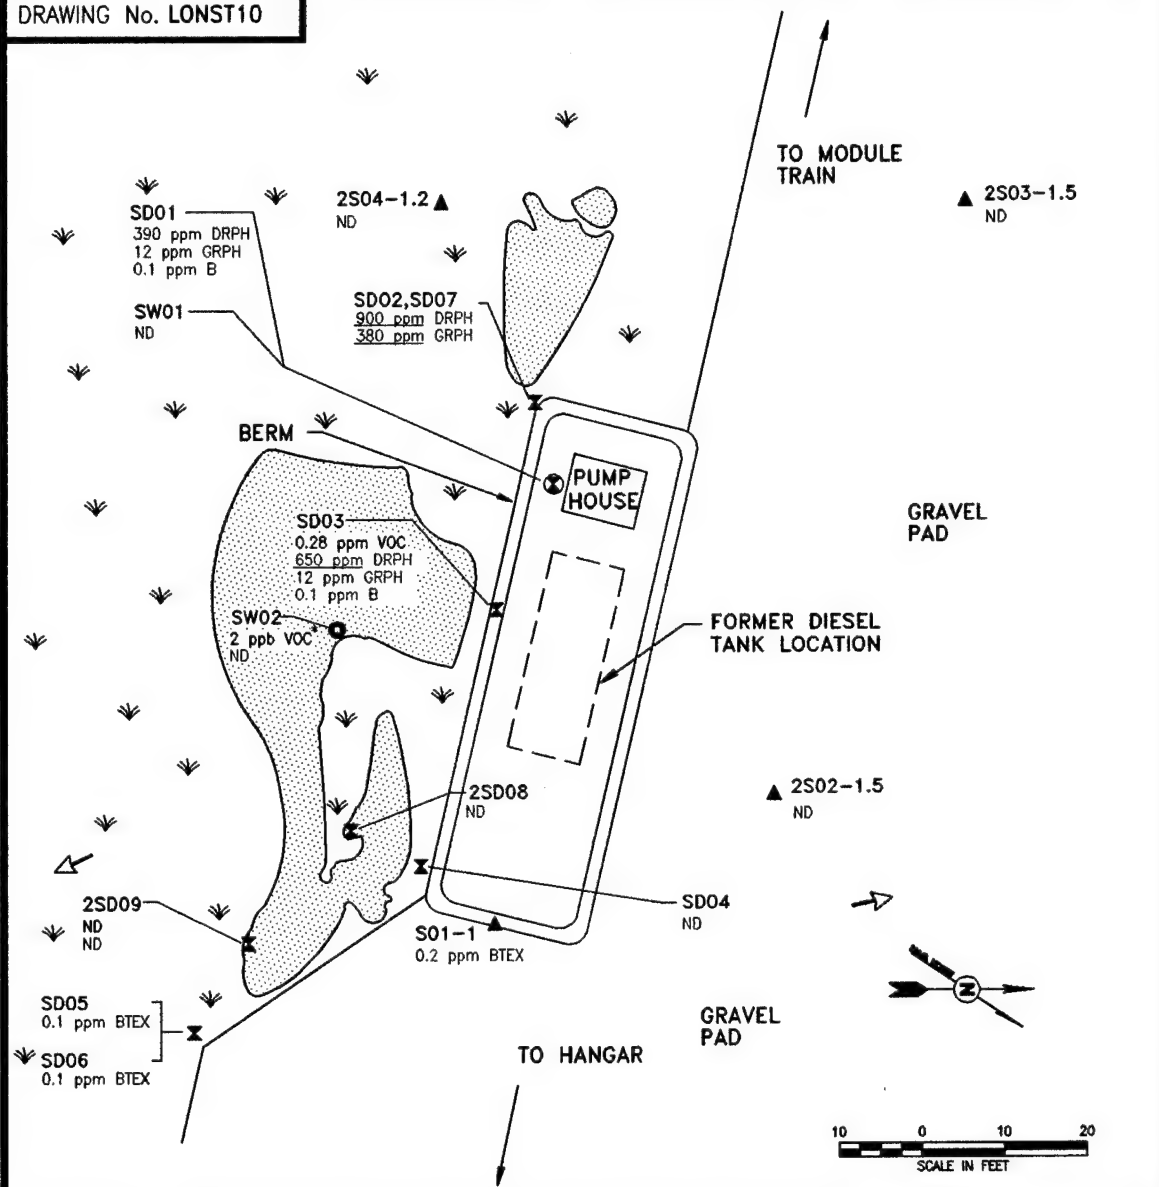 DRAWING No. LONST10
TO MODULE
TRAIN
2S04-1.2
ND
2S03-1.5
ND
SD01
390 ppm DRPH
12 ppm GRPH
0.1 ppm B
SW01
ND
SD02,SD07
900 ppm DRPH
380 ppm GRPH
BERM
PUMP
HOUSE
GRAVEL
PAD
SD03
0.28 ppm VOC
650 ppm DRPH
12 ppm GRPH
0.1 ppm B
SW02
2 ppb VOC*
ND
FORMER DIESEL
TANK LOCATION
2SD08
ND
2S02-1.5
ND
2SD09
ND
ND
SD04
ND
S01-1
0.2 ppm BTEX
SD05
0.1 ppm BTEX
SD06
0.1 ppm BTEX
N
GRAVEL
PAD
TO HANGAR
10 0 10 20
SCALE IN FEET